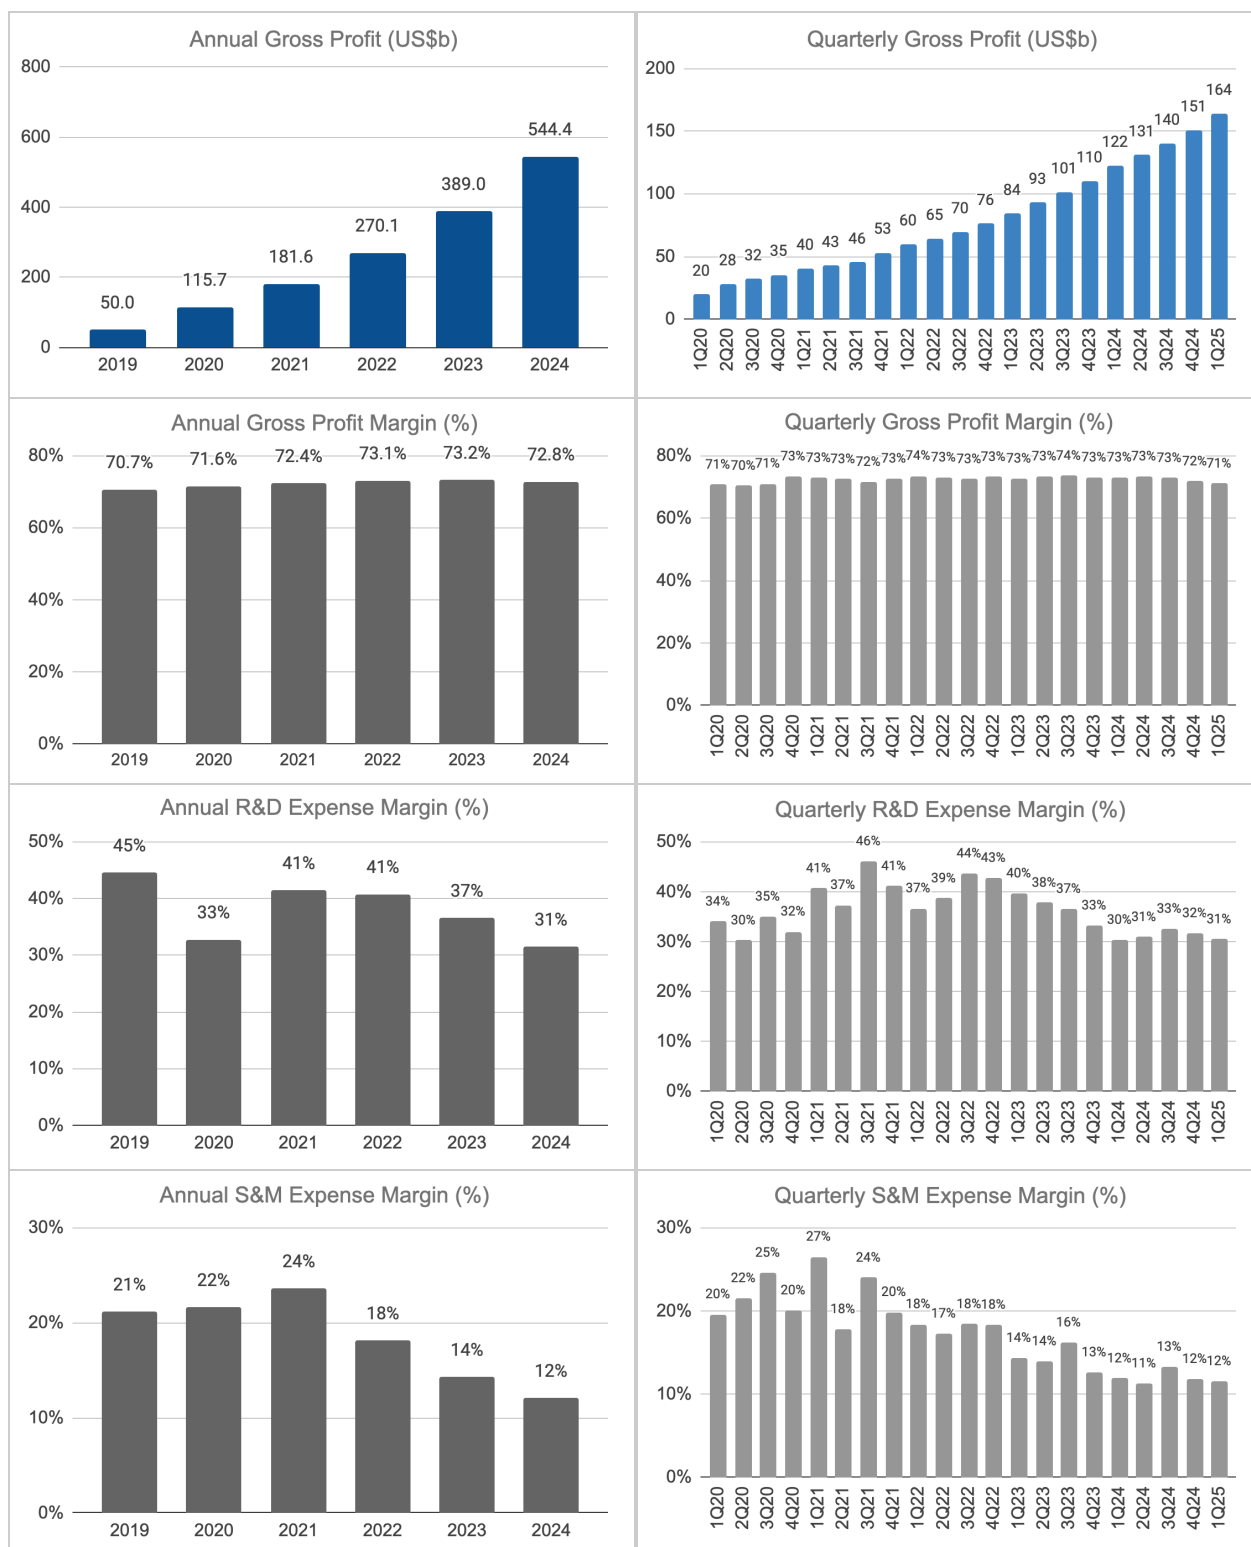 Annual Gross Profit (US$b)
800
600
400
200
0
50.0
115.7
181.6
270.1
389.0
544.4
2019 2020 2021 2022 2023 2024
Quarterly Gross Profit (US$b)
200
150
100
50
0
20 28 32 35 40 43 46 53 60 65 70 76 84 93 101 110 122 131 140 151 164
1Q20 2Q20 3Q20 4Q20 1Q21 2Q21 3Q21 4Q21 1Q22 2Q22 3Q22 4Q22 1Q23 2Q23 3Q23 4Q23 1Q24 2Q24 3Q24 4Q24 1Q25
Annual Gross Profit Margin (%)
80%
60%
40%
20%
0%
70.7% 71.6% 72.4% 73.1% 73.2% 72.8%
2019 2020 2021 2022 2023 2024
Quarterly Gross Profit Margin (%)
80%
60%
40%
20%
0%
71% 70% 71% 73% 73% 73% 72% 73% 74% 73% 73% 73% 73% 73% 74% 73% 73% 73% 73% 72% 71%
1Q20 2Q20 3Q20 4Q20 1Q21 2Q21 3Q21 4Q21 1Q22 2Q22 3Q22 4Q22 1Q23 2Q23 3Q23 4Q23 1Q24 2Q24 3Q24 4Q24 1Q25
Annual R&D Expense Margin (%)
50%
40%
30%
20%
10%
0%
45% 33% 41% 41% 37% 31%
2019 2020 2021 2022 2023 2024
Quarterly R&D Expense Margin (%)
50%
40%
30%
20%
10%
0%
34% 30% 35% 32% 41% 37% 46% 41% 37% 39% 44% 43% 40% 38% 37% 33% 30% 31% 33% 32% 31%
1Q20 2Q20 3Q20 4Q20 1Q21 2Q21 3Q21 4Q21 1Q22 2Q22 3Q22 4Q22 1Q23 2Q23 3Q23 4Q23 1Q24 2Q24 3Q24 4Q24 1Q25
Annual S&M Expense Margin (%)
30%
20%
10%
0%
21% 22% 24% 18% 14% 12%
2019 2020 2021 2022 2023 2024
Quarterly S&M Expense Margin (%)
30%
20%
10%
0%
20% 22% 25% 20% 27% 18% 24% 20% 18% 17% 18% 18% 14% 14% 16% 13% 12% 11% 13% 12% 12%
1Q20 2Q20 3Q20 4Q20 1Q21 2Q21 3Q21 4Q21 1Q22 2Q22 3Q22 4Q22 1Q23 2Q23 3Q23 4Q23 1Q24 2Q24 3Q24 4Q24 1Q25